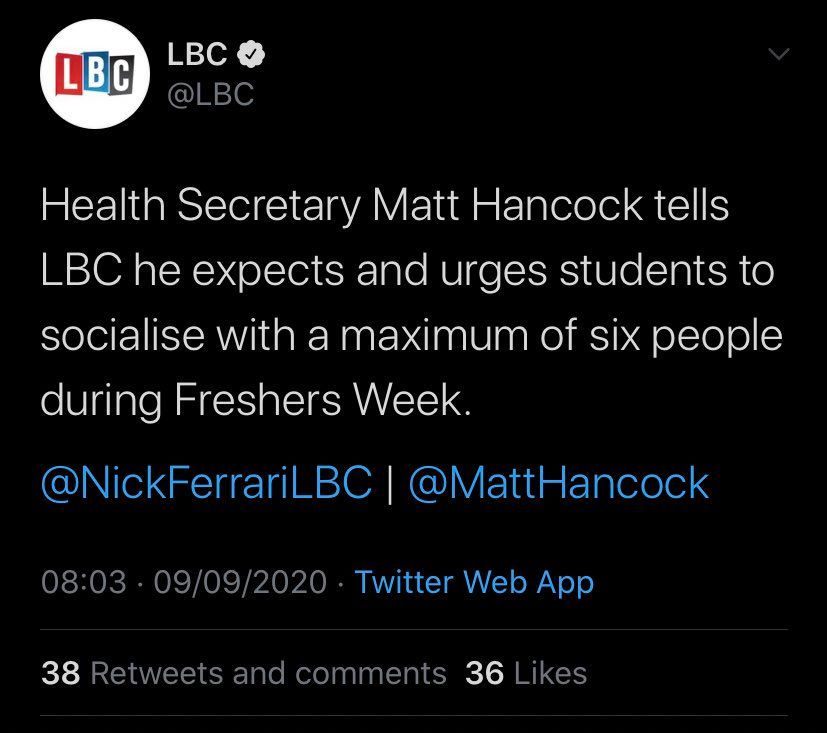 LBC
LBC
@LBC
Health Secretary Matt Hancock tells
LBC he expects and urges students to
socialise with a maximum of six people
during Freshers Week.
@NickFerrariLBC | @MattHancock
08:03 · 09/09/2020 · Twitter Web App
38 Retweets and comments 36 Likes